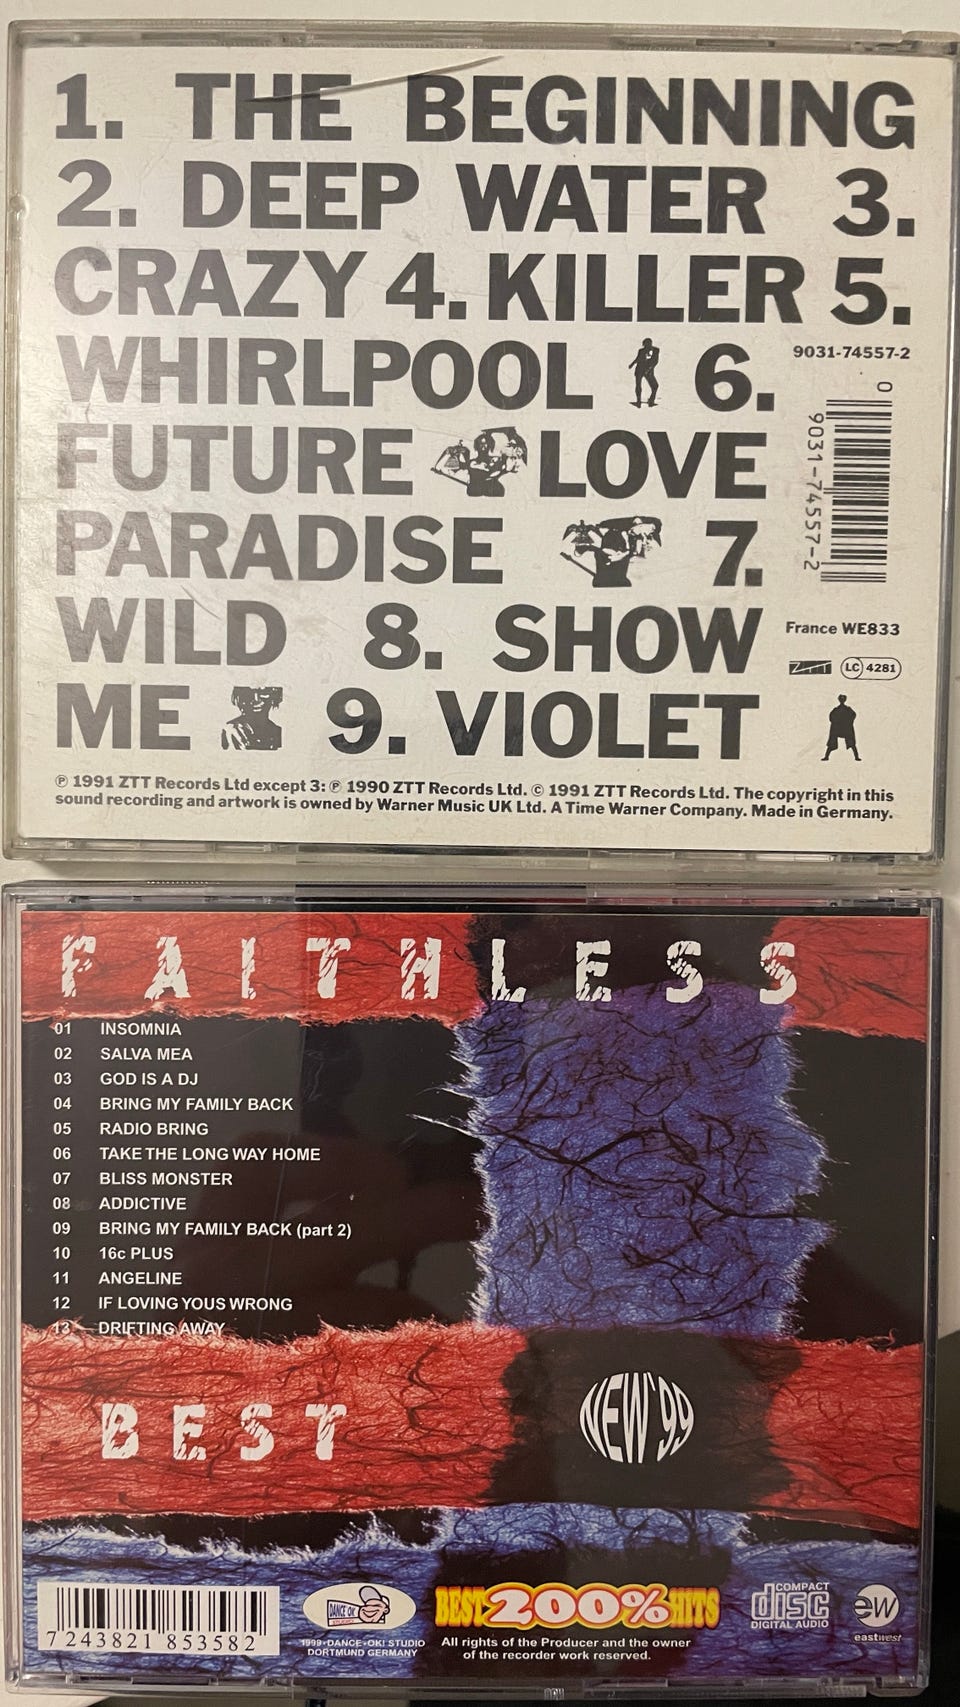 1. THE BEGINNING
2. DEEP WATER 3.
CRAZY 4. KILLER 5.
WHIRLPOOL 6.
9031-74557-2
FUTURE LOVE
PARADISE 7.
0 9031-74557-2
WILD 8. SHOW
France WE833
ZTT LC 4281
ME 9. VIOLET
℗ 1991 ZTT Records Ltd except 3: ℗ 1990 ZTT Records Ltd. © 1991 ZTT Records Ltd. The copyright in this
sound recording and artwork is owned by Warner Music UK Ltd. A Time Warner Company. Made in Germany.
FAITHLESS
01 INSOMNIA
02 SALVA MEA
03 GOD IS A DJ
04 BRING MY FAMILY BACK
05 RADIO BRING
06 TAKE THE LONG WAY HOME
07 BLISS MONSTER
08 ADDICTIVE
09 BRING MY FAMILY BACK (part 2)
10 16c PLUS
11 ANGELINE
12 IF LOVING YOUS WRONG
13 DRIFTING AWAY
BEST
NEW'99
7 243821 853582
DANCE OK!
STUDIO
1999•DANCE•OK! STUDIO
DORTMUND GERMANY
BEST 200% HITS
All rights of the Producer and the owner
of the recorder work reserved.
COMPACT
disc
DIGITAL AUDIO
ew
eastwest